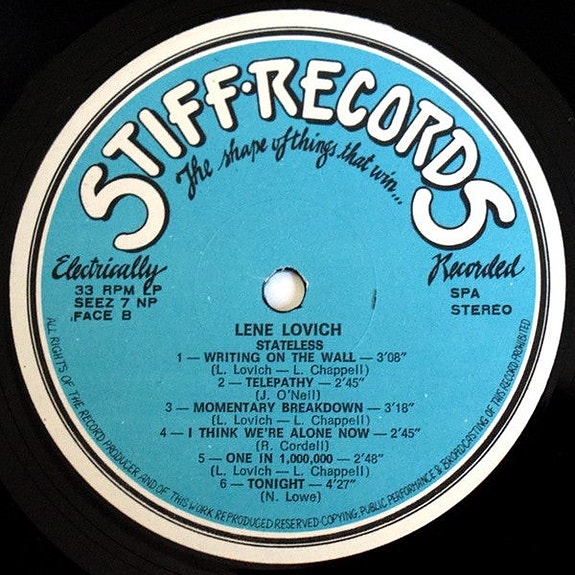 STIFF·RECORDS
The shape of things that win...
Electrically
Recorded
33 RPM LP
SEEZ 7 NP
FACE B
SPA
STEREO
LENE LOVICH
STATELESS
1 — WRITING ON THE WALL — 3'08"
(L. Lovich — L. Chappell)
2 — TELEPATHY — 2'45"
(J. O'Neil)
3 — MOMENTARY BREAKDOWN — 3'18"
(L. Lovich — L. Chappell)
4 — I THINK WE'RE ALONE NOW — 2'45"
(R. Cordell)
5 — ONE IN 1,000,000 — 2'48"
(L. Lovich — L. Chappell)
6 — TONIGHT — 4'27"
(N. Lowe)
ALL RIGHTS OF THE RECORD PRODUCER AND OF THIS WORK REPRODUCED RESERVED-COPYING, PUBLIC PERFORMANCE & BROADCASTING OF THIS RECORD PROHIBITED